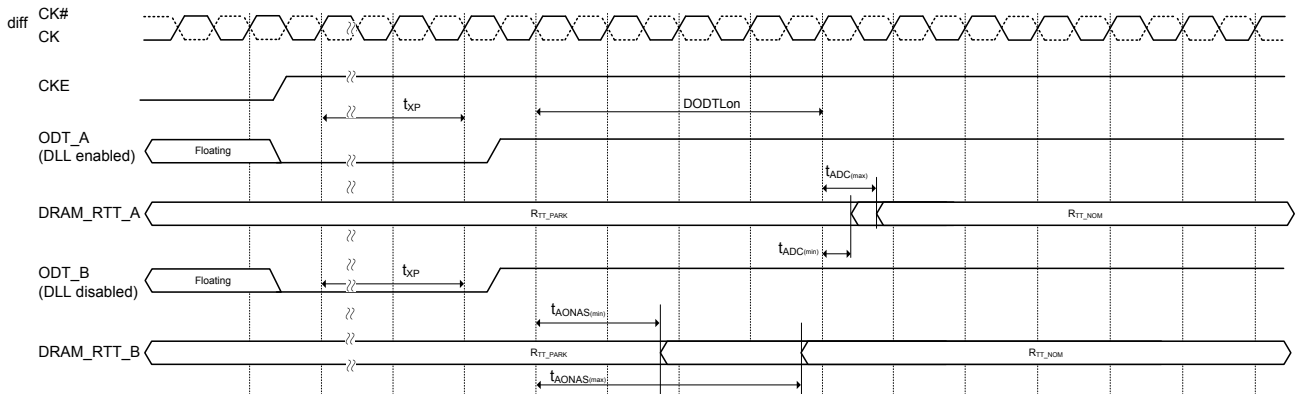 diff
CK#
CK
CKE
tXP
DODTLon
ODT_A
(DLL enabled)
Floating
tADC(max)
DRAM_RTT_A
RTT_PARK
RTT_NOM
tADC(min)
ODT_B
(DLL disabled)
Floating
tXP
tAONAS(min)
DRAM_RTT_B
RTT_PARK
RTT_NOM
tAONAS(max)